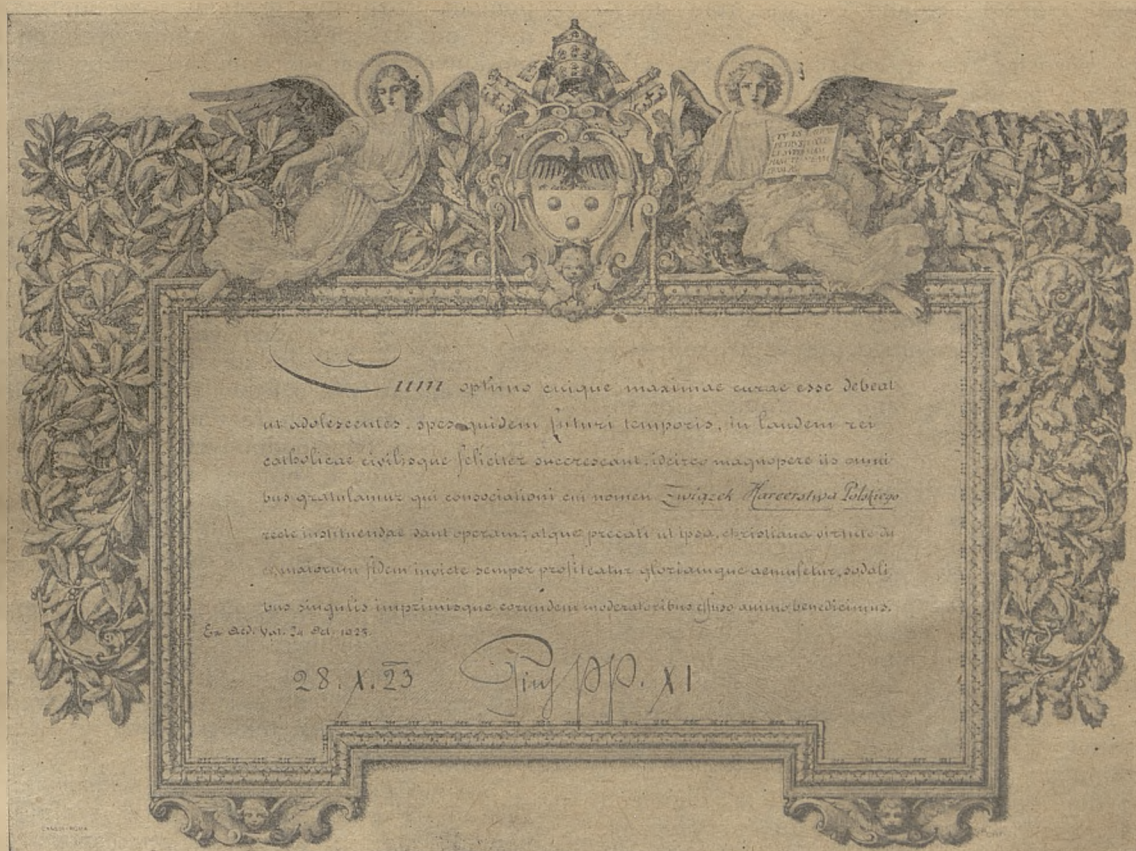 Cum optimo cuique maximae curae esse debeat
ut adolescentes, spes quidem futuri temporis, in laudem rei
catholicae civilisque feliciter succrescant, idcirco magnopere iis omni
bus gratulamur qui consociationi cui nomen Związek Harcerstwa Polskiego
recte instituendae dant operam; atque precati ut ipsa, christiana virtute
fidem invicte semper profiteatur gloriamque aemuletur, sodali
bus singulis imprimisque eorundem moderatoribus effuso animo benedicimus.
Ex Aed. Vat. 24 Oct. 1923.
28. X. 23 Pius PP. XI